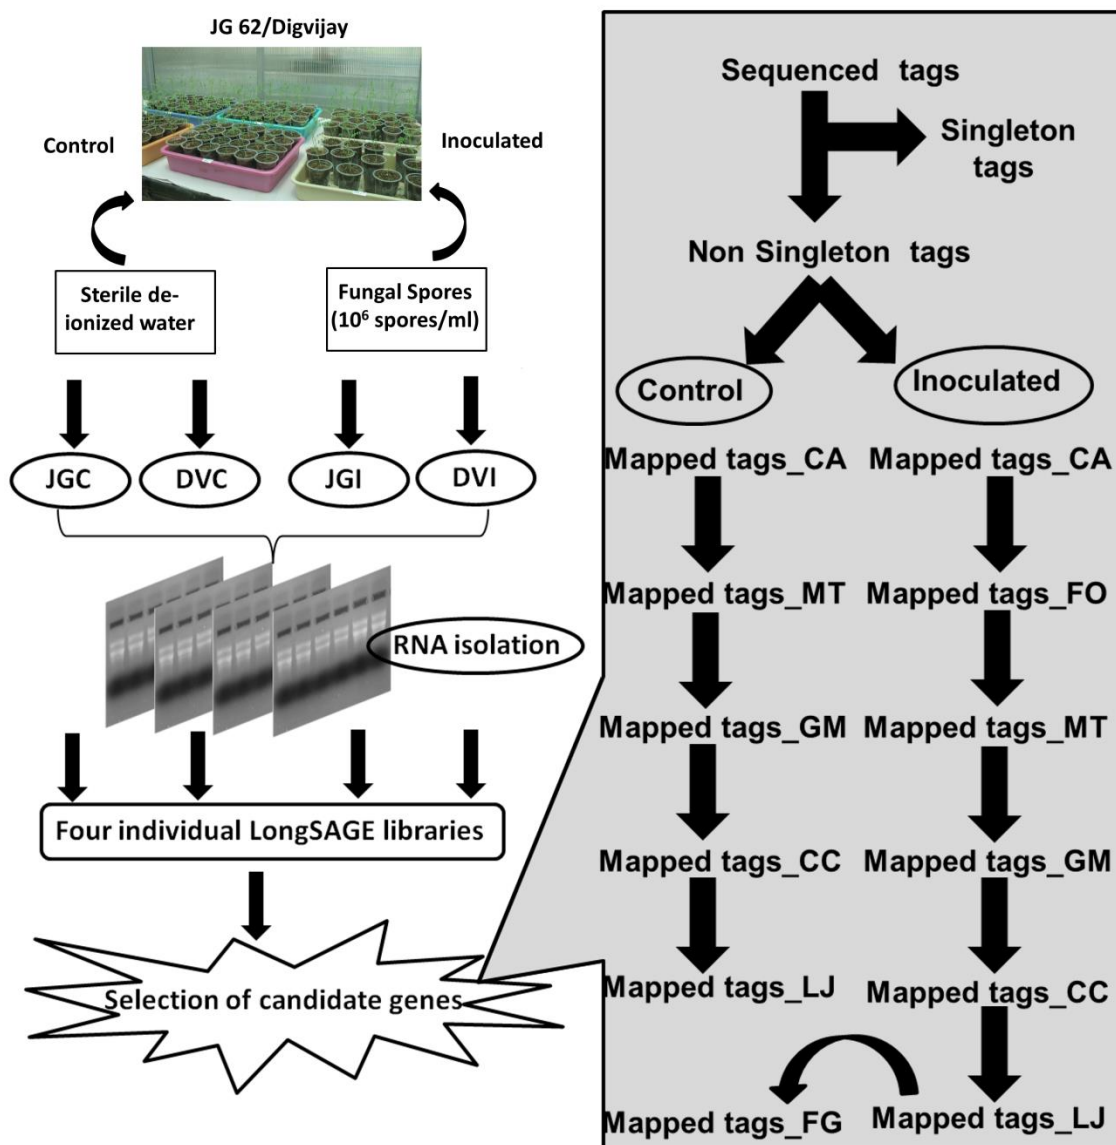 JG 62/Digvijay
Control
Inoculated
Sterile de-
ionized water
Fungal Spores
(10⁶ spores/ml)
JGC
DVC
JGI
DVI
RNA isolation
Four individual LongSAGE libraries
Selection of candidate genes
Sequenced tags
Singleton
tags
Non Singleton tags
Control
Inoculated
Mapped tags_CA
Mapped tags_MT
Mapped tags_GM
Mapped tags_CC
Mapped tags_LJ
Mapped tags_CA
Mapped tags_FO
Mapped tags_MT
Mapped tags_GM
Mapped tags_CC
Mapped tags_LJ
Mapped tags_FG